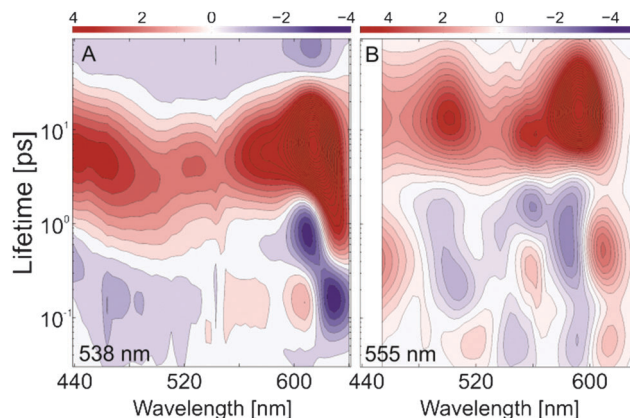 4 2 0 −2 −4 4 2 0 −2 −4
A B
Lifetime [ps]
10¹
10⁰
10⁻¹
538 nm 555 nm
440 520 600 440 520 600
Wavelength [nm] Wavelength [nm]